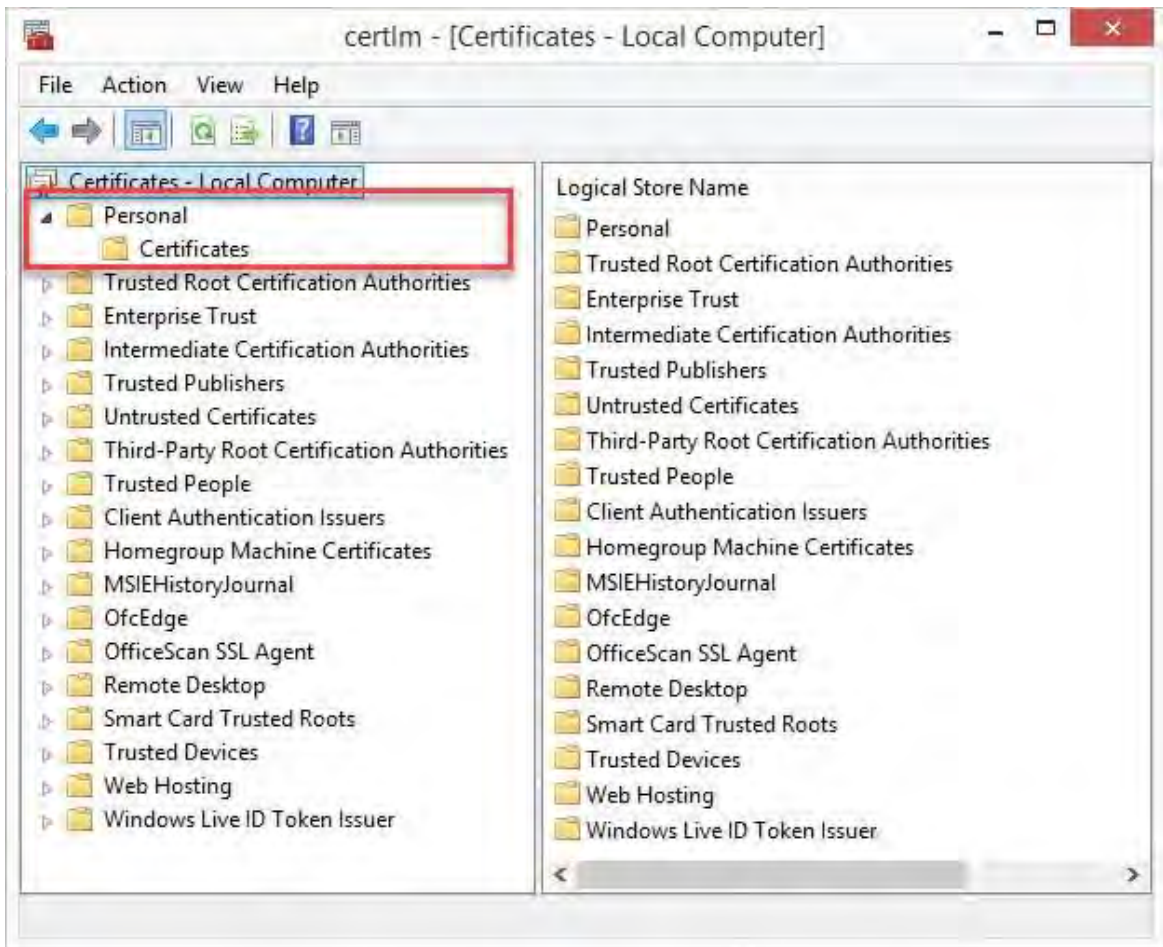 certlm - [Certificates - Local Computer]
File Action View Help
Certificates - Local Computer
Personal
Certificates
Trusted Root Certification Authorities
Enterprise Trust
Intermediate Certification Authorities
Trusted Publishers
Untrusted Certificates
Third-Party Root Certification Authorities
Trusted People
Client Authentication Issuers
Homegroup Machine Certificates
MSIEHistoryJournal
OfcEdge
OfficeScan SSL Agent
Remote Desktop
Smart Card Trusted Roots
Trusted Devices
Web Hosting
Windows Live ID Token Issuer
Logical Store Name
Personal
Trusted Root Certification Authorities
Enterprise Trust
Intermediate Certification Authorities
Trusted Publishers
Untrusted Certificates
Third-Party Root Certification Authorities
Trusted People
Client Authentication Issuers
Homegroup Machine Certificates
MSIEHistoryJournal
OfcEdge
OfficeScan SSL Agent
Remote Desktop
Smart Card Trusted Roots
Trusted Devices
Web Hosting
Windows Live ID Token Issuer